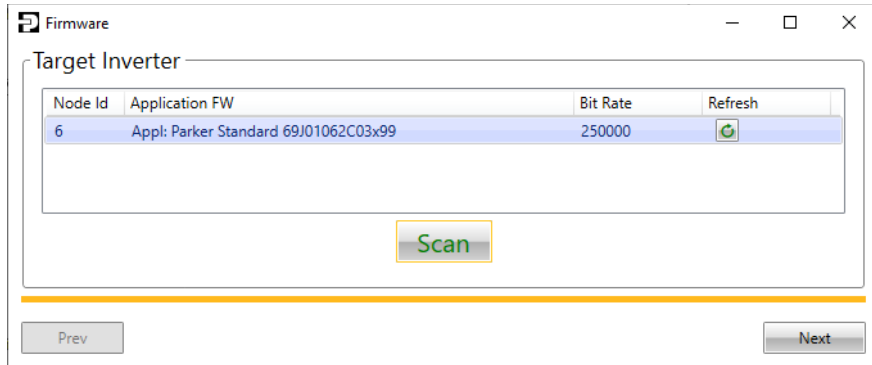 Firmware
Target Inverter
Node Id Application FW Bit Rate Refresh
6 Appl: Parker Standard 69J01062C03x99 250000
Scan
Prev Next